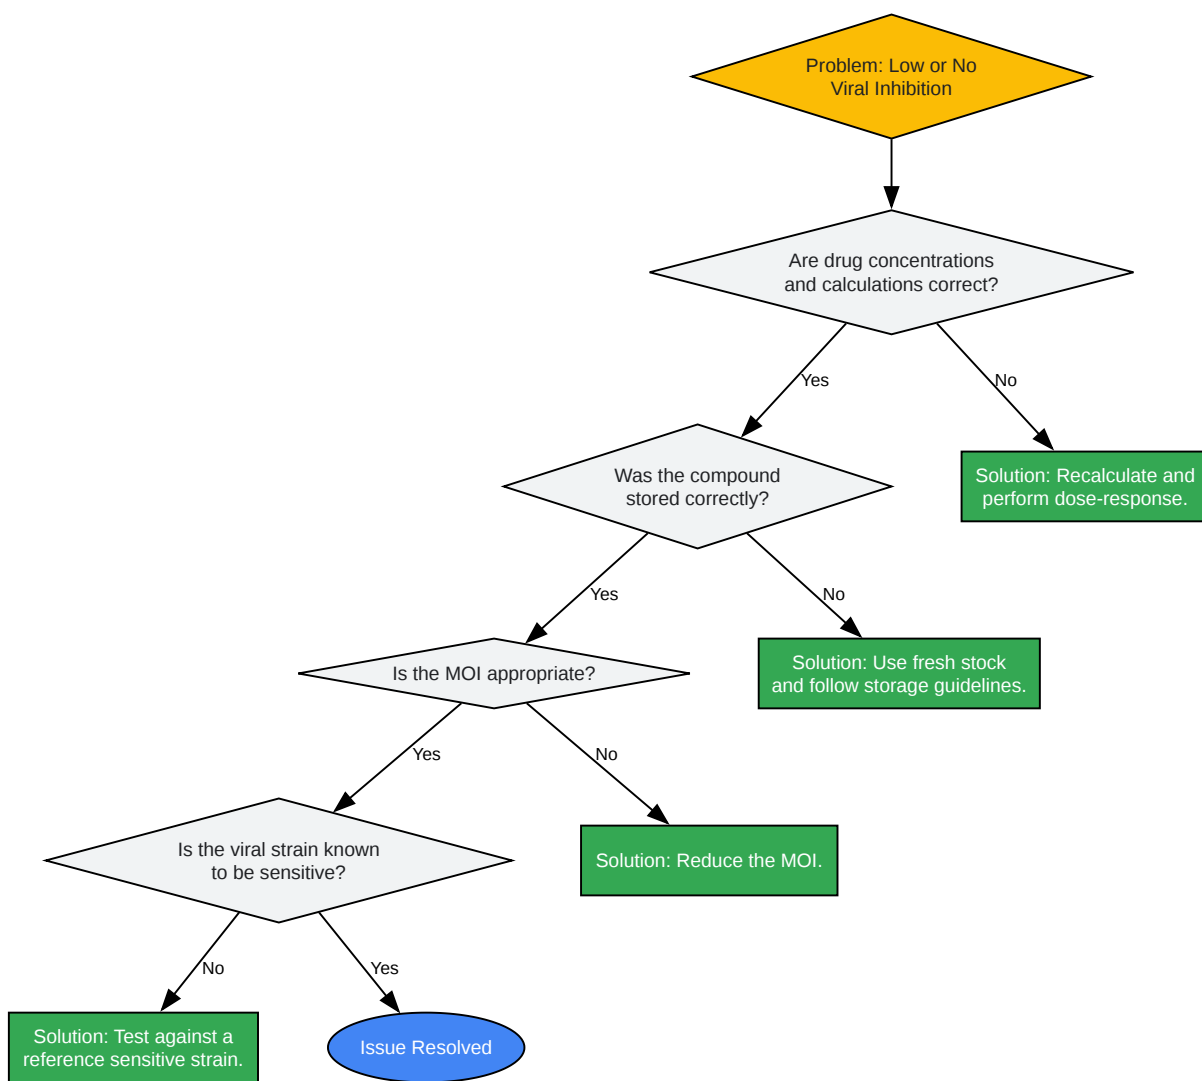 Problem: Low or No
Viral Inhibition
Are drug concentrations
and calculations correct?
Yes
No
Was the compound
stored correctly?
Solution: Recalculate and
perform dose-response.
Yes
No
Is the MOI appropriate?
Solution: Use fresh stock
and follow storage guidelines.
Yes
No
Is the viral strain known
to be sensitive?
Solution: Reduce the MOI.
No
Yes
Solution: Test against a
reference sensitive strain.
Issue Resolved